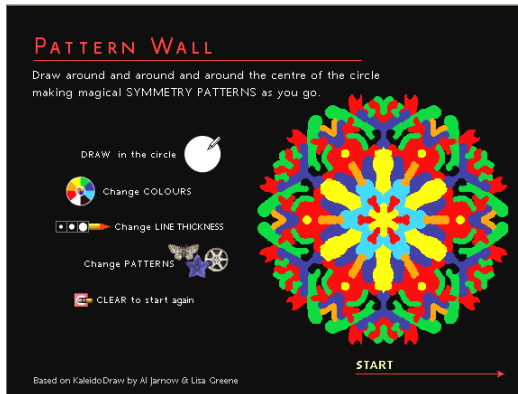 PATTERN WALL
Draw around and around and around the centre of the circle
making magical SYMMETRY PATTERNS as you go.
DRAW in the circle
Change COLOURS
Change LINE THICKNESS
Change PATTERNS
CLEAR to start again
START
Based on KaleidoDraw by Al Jarnow & Lisa Greene